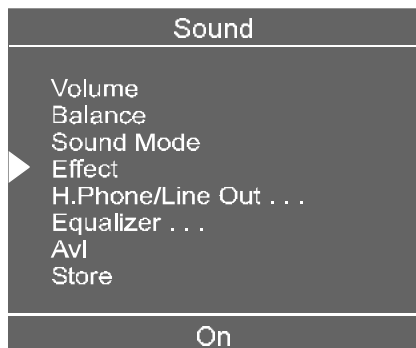 Sound
Volume
Balance
Sound Mode
Effect
H.Phone/Line Out . . .
Equalizer . . .
Avl
Store
On